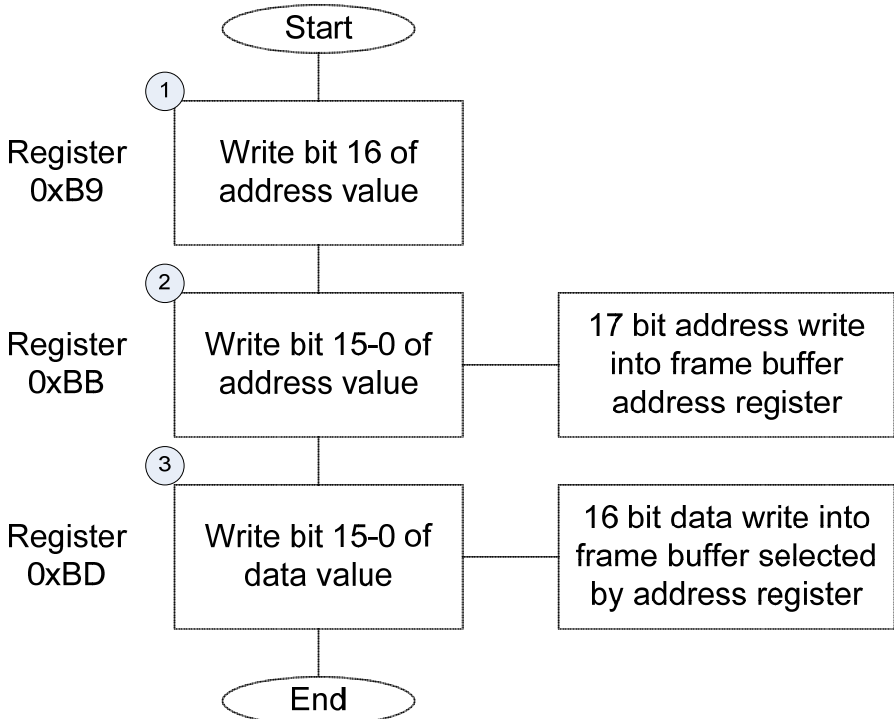 Start
1
Register
0xB9
Write bit 16 of
address value
2
Register
0xBB
Write bit 15-0 of
address value
17 bit address write
into frame buffer
address register
3
Register
0xBD
Write bit 15-0 of
data value
16 bit data write into
frame buffer selected
by address register
End